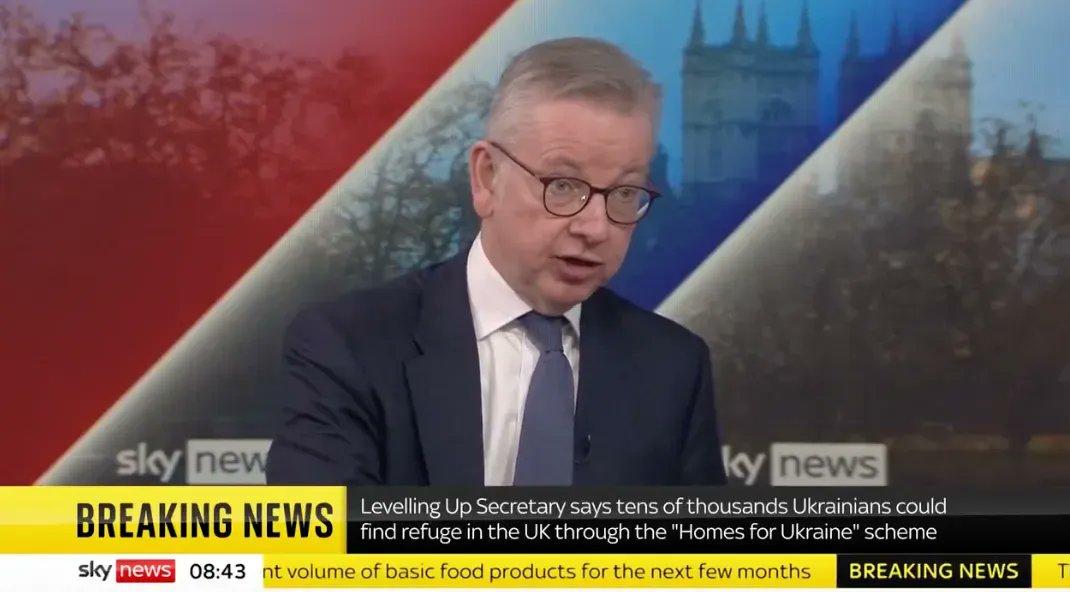 sky news
BREAKING NEWS
Levelling Up Secretary says tens of thousands Ukrainians could
find refuge in the UK through the "Homes for Ukraine" scheme
sky news 08:43 nt volume of basic food products for the next few months BREAKING NEWS